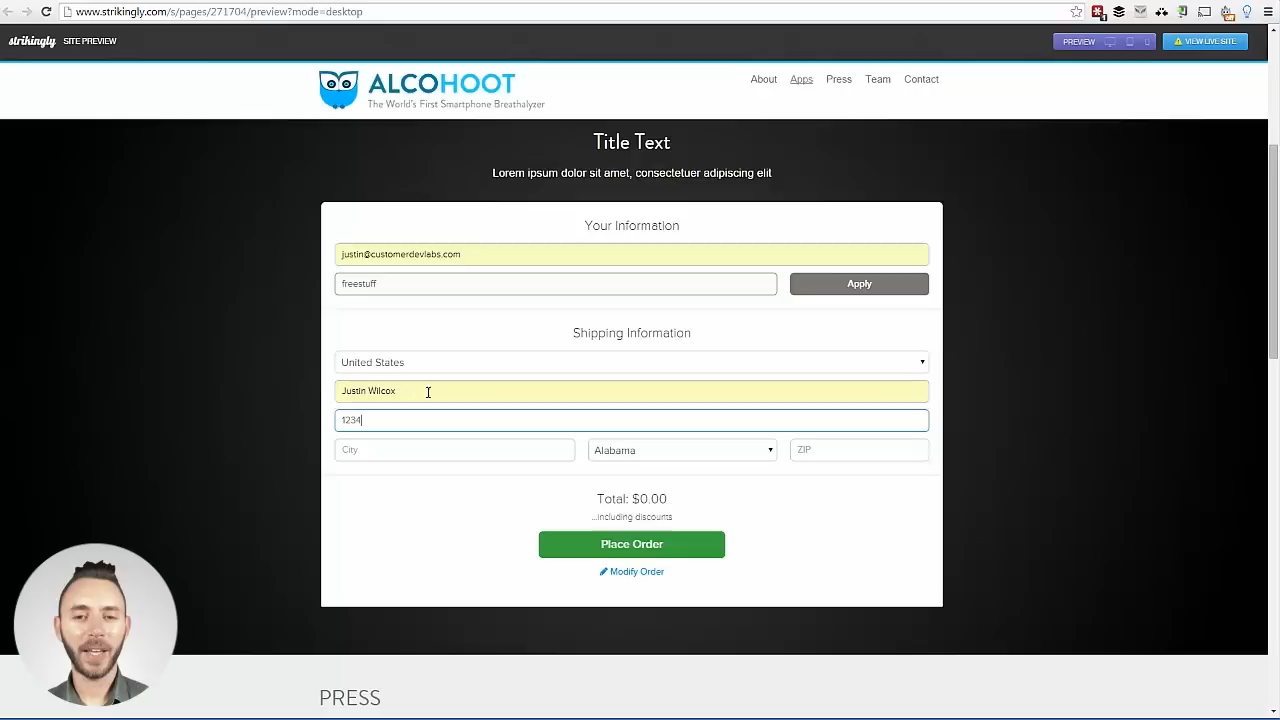 www.strikingly.com/s/pages/271704/preview?mode=desktop
strikingly SITE PREVIEW
PREVIEW
VIEW LIVE SITE
ALCOHOOT
The World's First Smartphone Breathalyzer
About Apps Press Team Contact
Title Text
Lorem ipsum dolor sit amet, consectetuer adipiscing elit
Your Information
justin@customerdevlabs.com
freestuff Apply
Shipping Information
United States
Justin Wilcox
1234
City Alabama ZIP
Total: $0.00
...including discounts
Place Order
Modify Order
PRESS